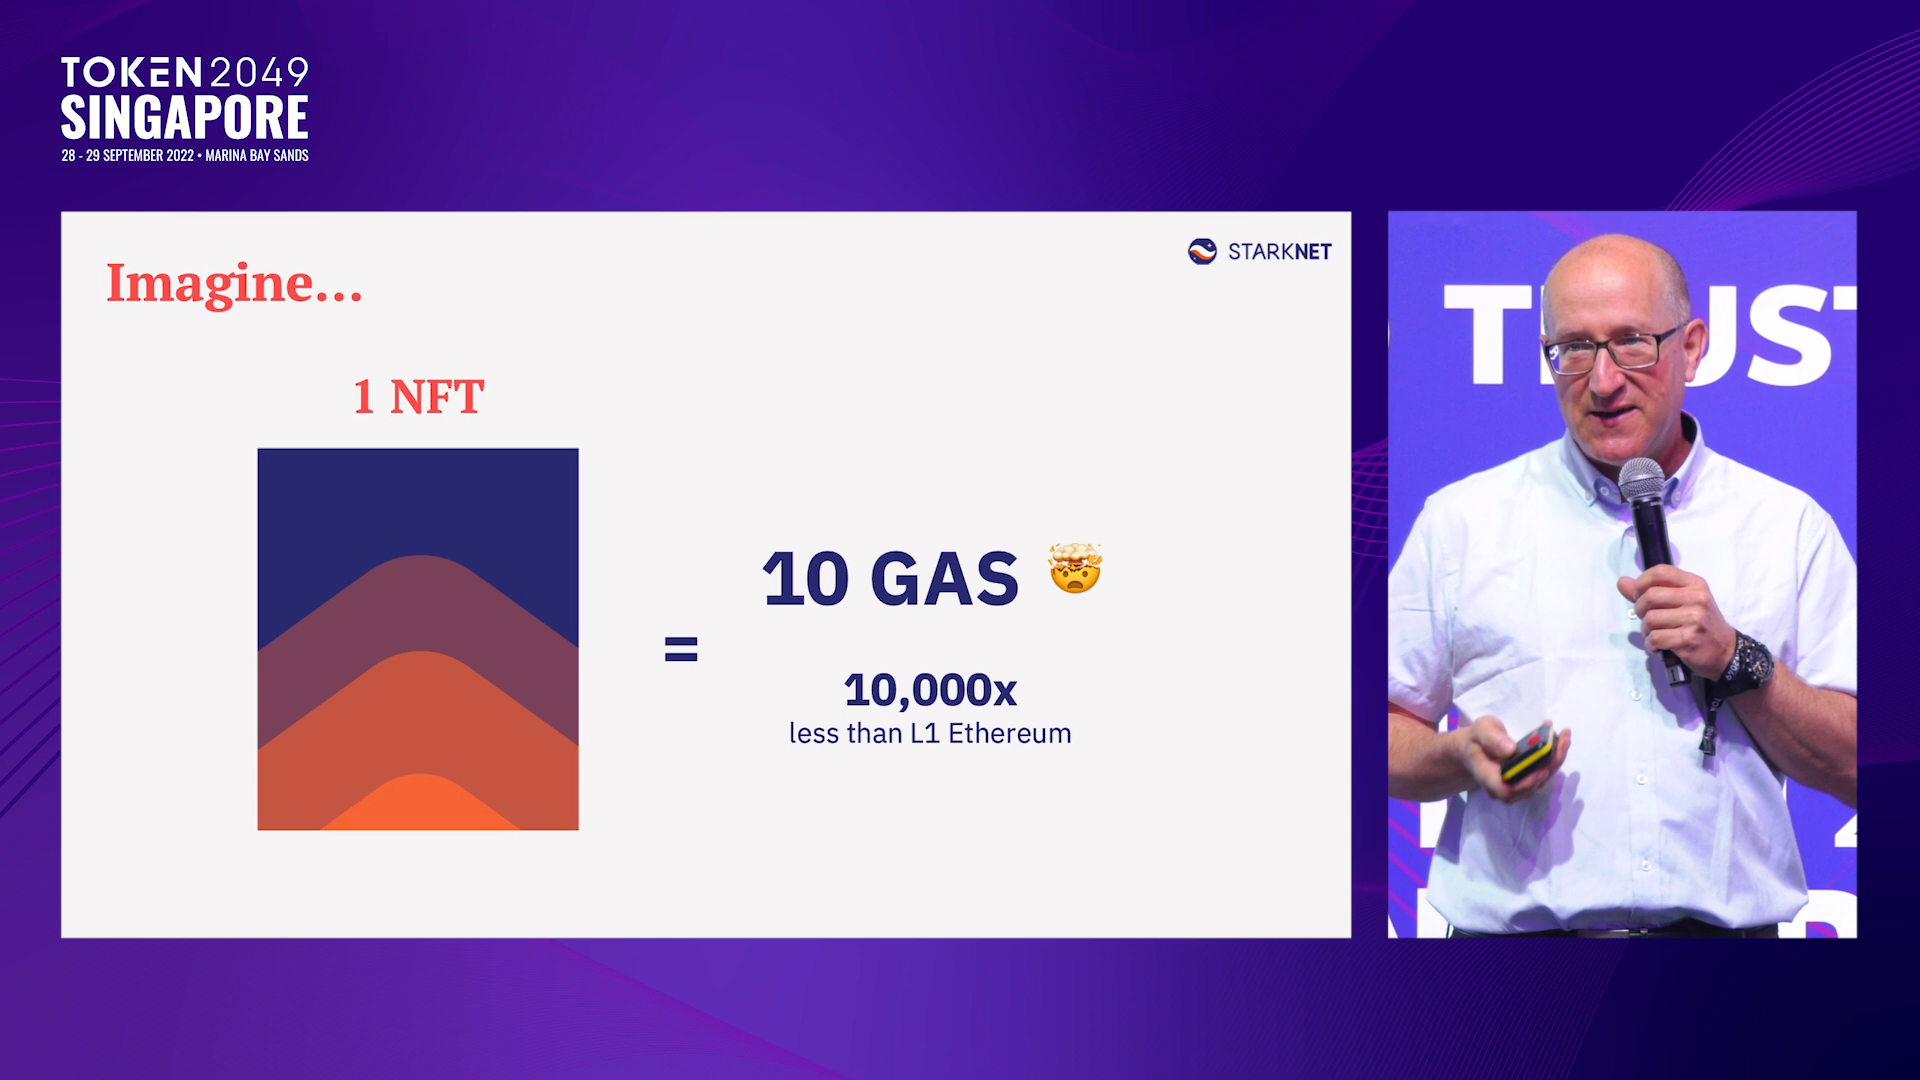 TOKEN2049
SINGAPORE
28 - 29 SEPTEMBER 2022 • MARINA BAY SANDS
STARKNET
Imagine...
1 NFT
=
10 GAS 🤯
10,000x
less than L1 Ethereum